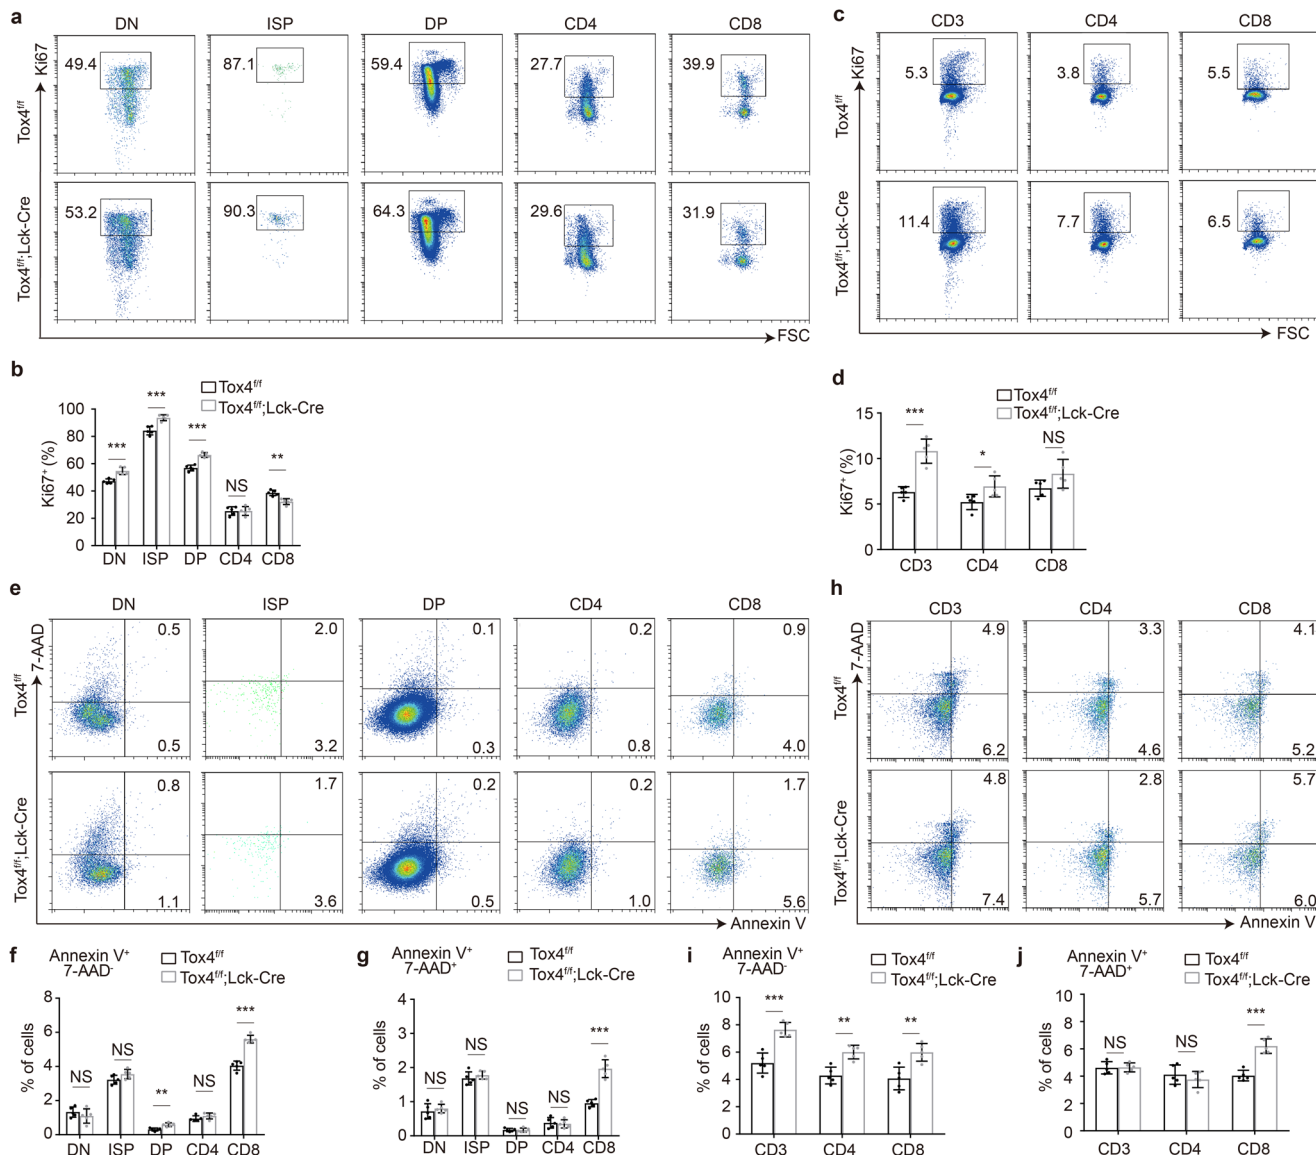 a
DN
ISP
DP
CD4
CD8
Ki67
Tox4f/f
49.4
87.1
59.4
27.7
39.9
Tox4f/f;Lck-Cre
53.2
90.3
64.3
29.6
31.9
FSC
c
CD3
CD4
CD8
Ki67
Tox4f/f
5.3
3.8
5.5
Tox4f/f;Lck-Cre
11.4
7.7
6.5
FSC
b
Tox4f/f
Tox4f/f;Lck-Cre
Ki67+ (%)
100
80
60
40
20
0
***
***
***
NS
**
DN
ISP
DP
CD4
CD8
d
Tox4f/f
Tox4f/f;Lck-Cre
Ki67+ (%)
15
10
5
0
***
*
NS
CD3
CD4
CD8
e
DN
ISP
DP
CD4
CD8
7-AAD
Tox4f/f
0.5
2.0
0.1
0.2
0.9
0.5
3.2
0.3
0.8
4.0
Tox4f/f;Lck-Cre
0.8
1.7
0.2
0.2
1.7
1.1
3.6
0.5
1.0
5.6
Annexin V
h
CD3
CD4
CD8
7-AAD
Tox4f/f
4.9
3.3
4.1
6.2
4.6
5.2
Tox4f/f;Lck-Cre
4.8
2.8
5.7
7.4
5.7
6.0
Annexin V
f
Annexin V+
7-AAD-
Tox4f/f
Tox4f/f;Lck-Cre
% of cells
8
6
4
2
0
NS
NS
**
NS
***
DN
ISP
DP
CD4
CD8
g
Annexin V+
7-AAD+
Tox4f/f
Tox4f/f;Lck-Cre
% of cells
4
3
2
1
0
NS
NS
NS
NS
***
DN
ISP
DP
CD4
CD8
i
Annexin V+
7-AAD-
Tox4f/f
Tox4f/f;Lck-Cre
% of cells
10
8
6
4
2
0
***
**
**
CD3
CD4
CD8
j
Annexin V+
7-AAD+
Tox4f/f
Tox4f/f;Lck-Cre
% of cells
10
8
6
4
2
0
NS
NS
***
CD3
CD4
CD8